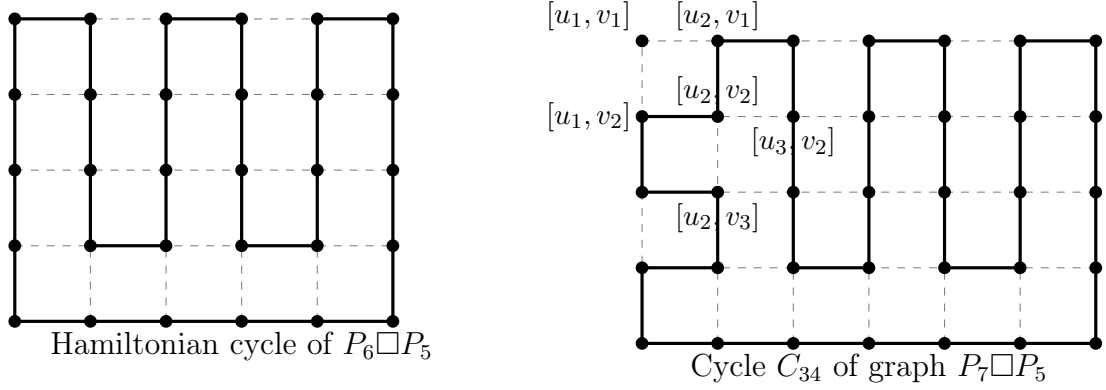 [u₁, v₁] [u₂, v₁]
[u₂, v₂]
[u₁, v₂]
[u₃, v₂]
[u₂, v₃]
Hamiltonian cycle of P₆□P₅
Cycle C₃₄ of graph P₇□P₅